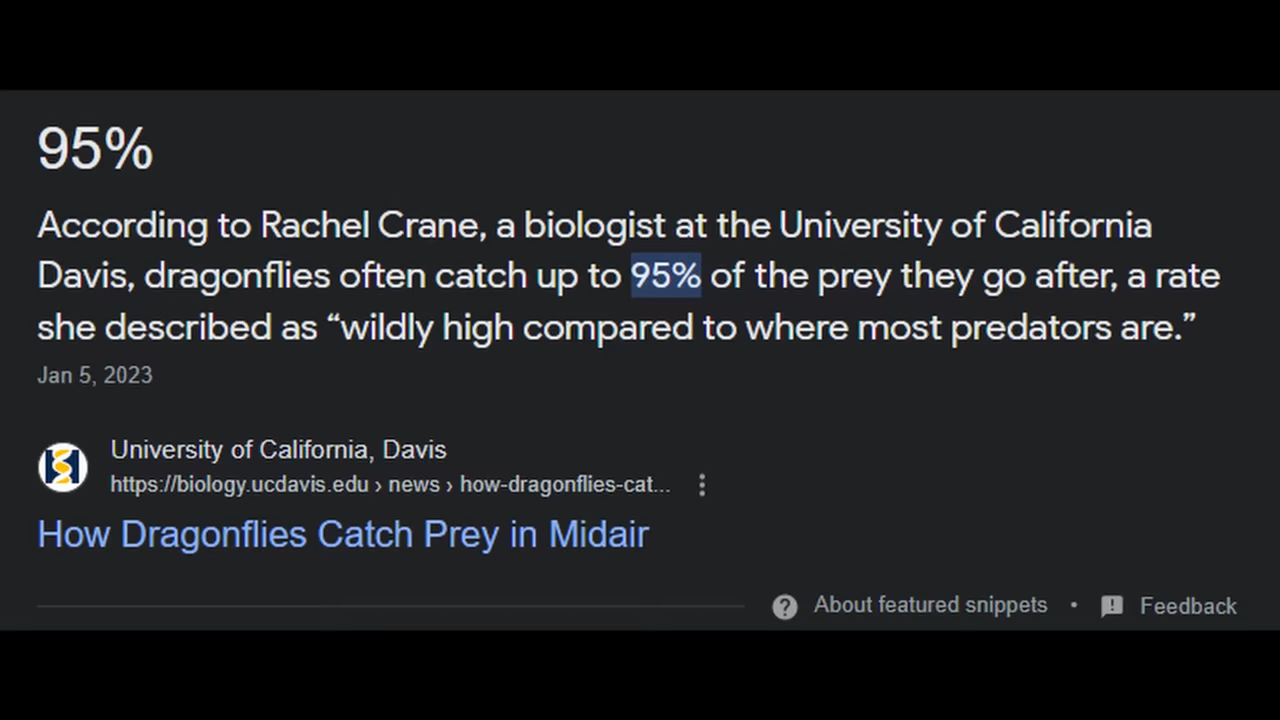 95%
According to Rachel Crane, a biologist at the University of California
Davis, dragonflies often catch up to 95% of the prey they go after, a rate
she described as “wildly high compared to where most predators are.”
Jan 5, 2023
University of California, Davis
https://biology.ucdavis.edu › news › how-dragonflies-cat...
How Dragonflies Catch Prey in Midair
About featured snippets • Feedback